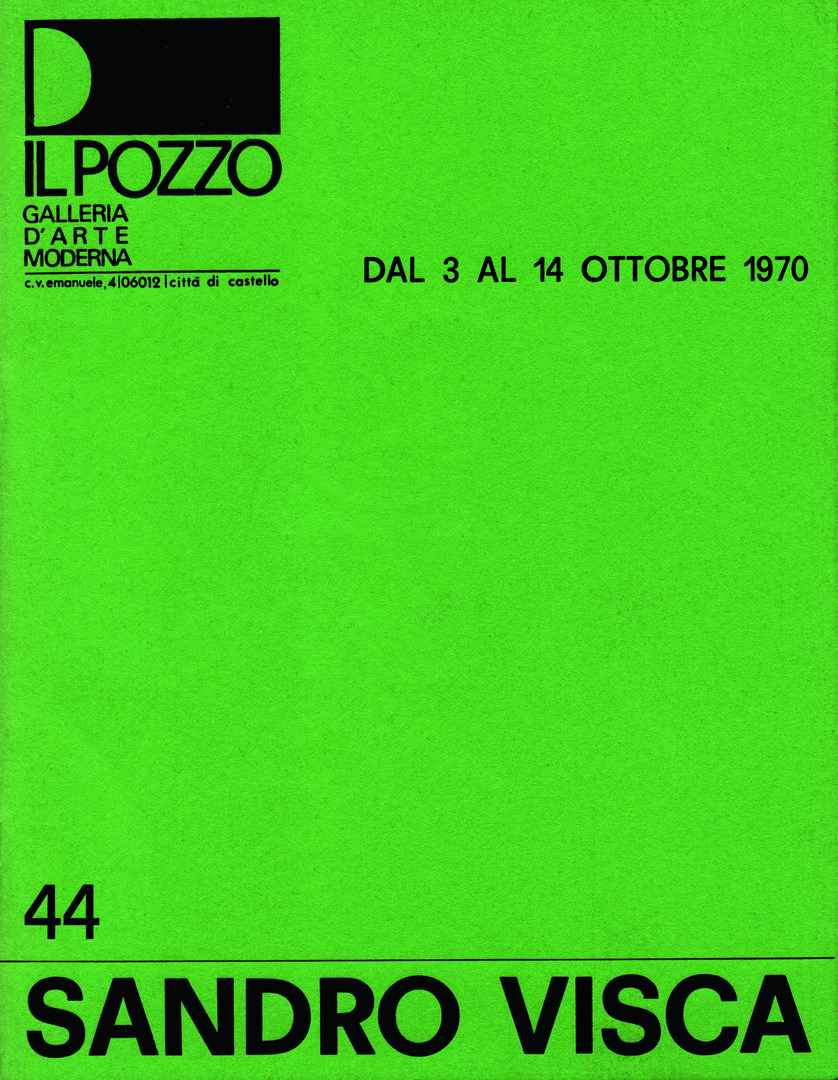 IL POZZO
GALLERIA
D'ARTE
MODERNA
c.v. emanuele, 4|06012|città di castello
DAL 3 AL 14 OTTOBRE 1970
44
SANDRO VISCA